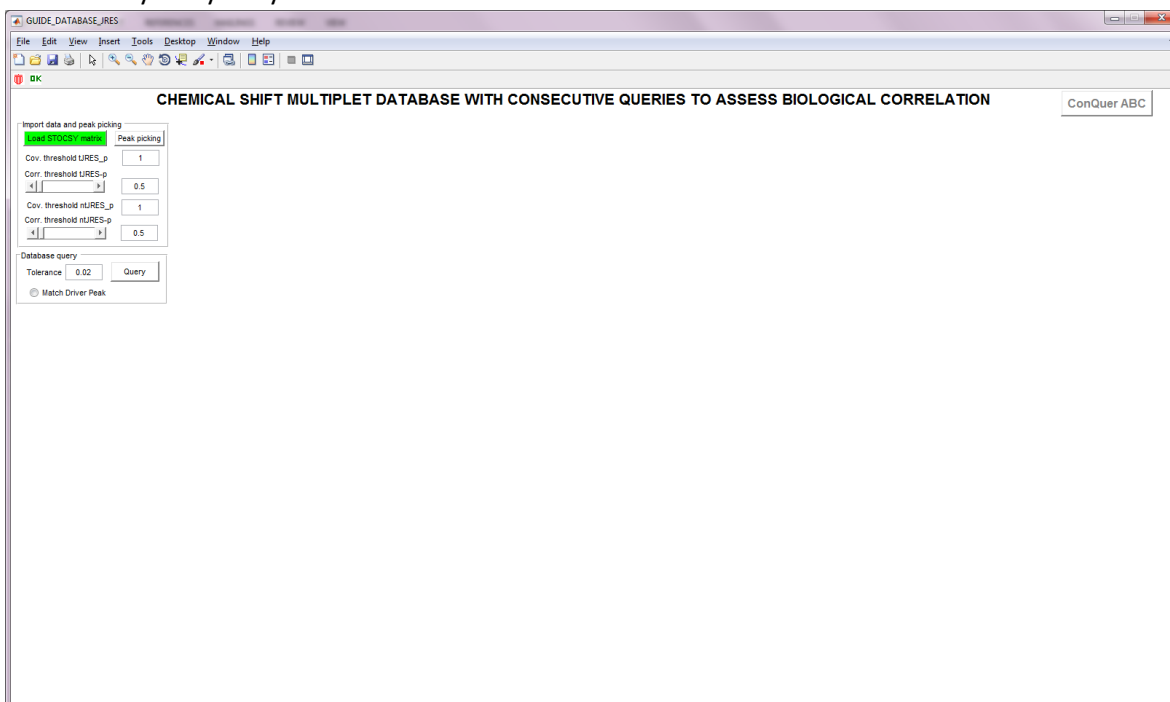 GUIDE_DATABASE_JRES
File Edit View Insert Tools Desktop Window Help
OK
CHEMICAL SHIFT MULTIPLET DATABASE WITH CONSECUTIVE QUERIES TO ASSESS BIOLOGICAL CORRELATION
ConQuer ABC
Import data and peak picking
Load STOCSY matrix Peak picking
Cov. threshold tJRES_p 1
Corr. threshold tJRES-p
0.5
Cov. threshold ntJRES_p 1
Corr. threshold ntJRES-p
0.5
Database query
Tolerance 0.02 Query
Match Driver Peak